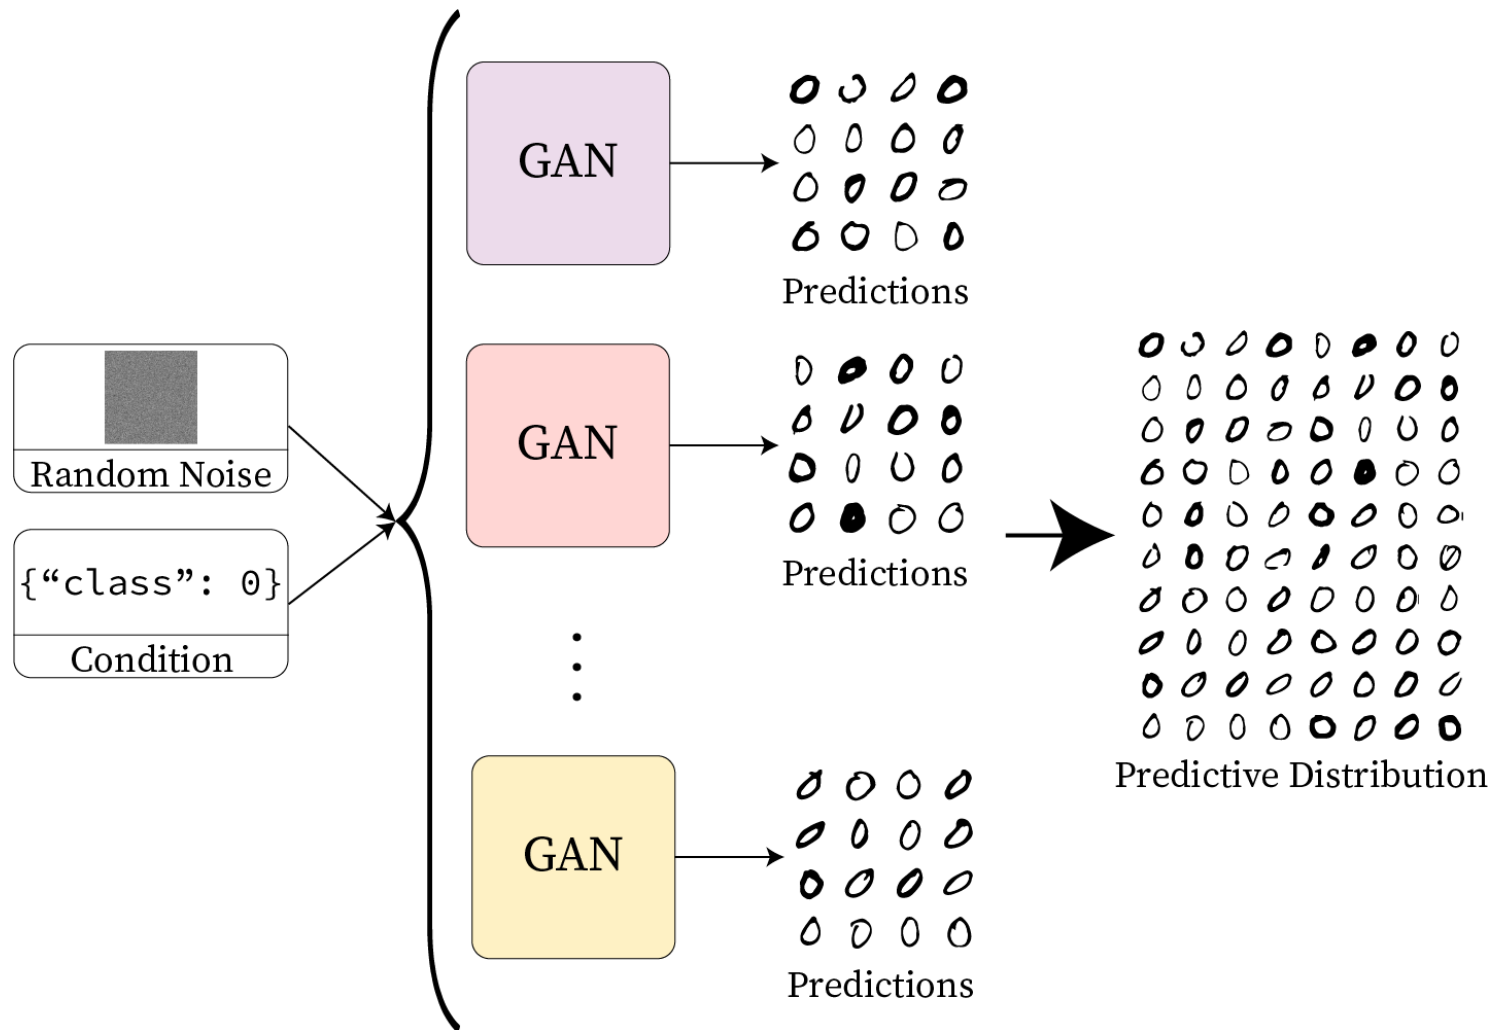 GAN
Predictions
Random Noise
{“class”: 0}
Condition
GAN
Predictions
GAN
Predictions
Predictive Distribution